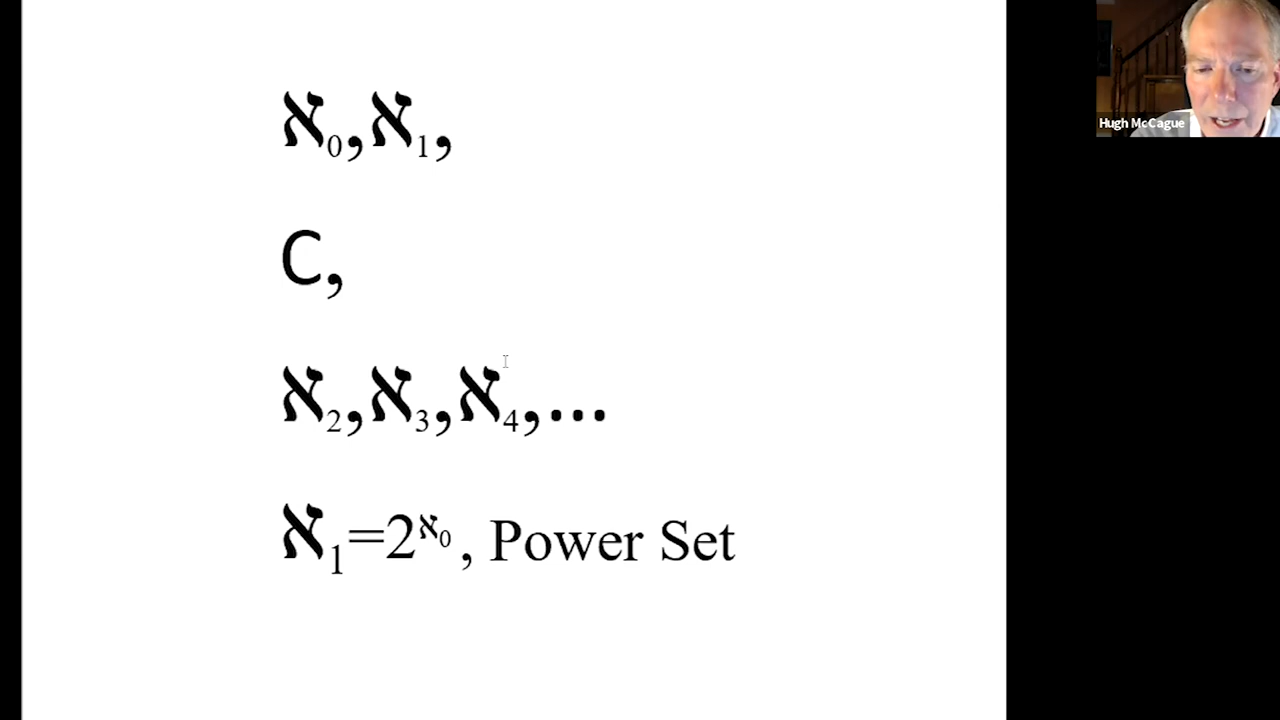 ℵ₀,ℵ₁,
C,
ℵ₂,ℵ₃,ℵ₄,...
ℵ₁=2^ℵ₀ , Power Set
Hugh McCague